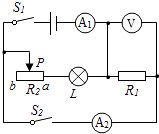 S1 A1 V
P
b R2 a L R1
S2 A2